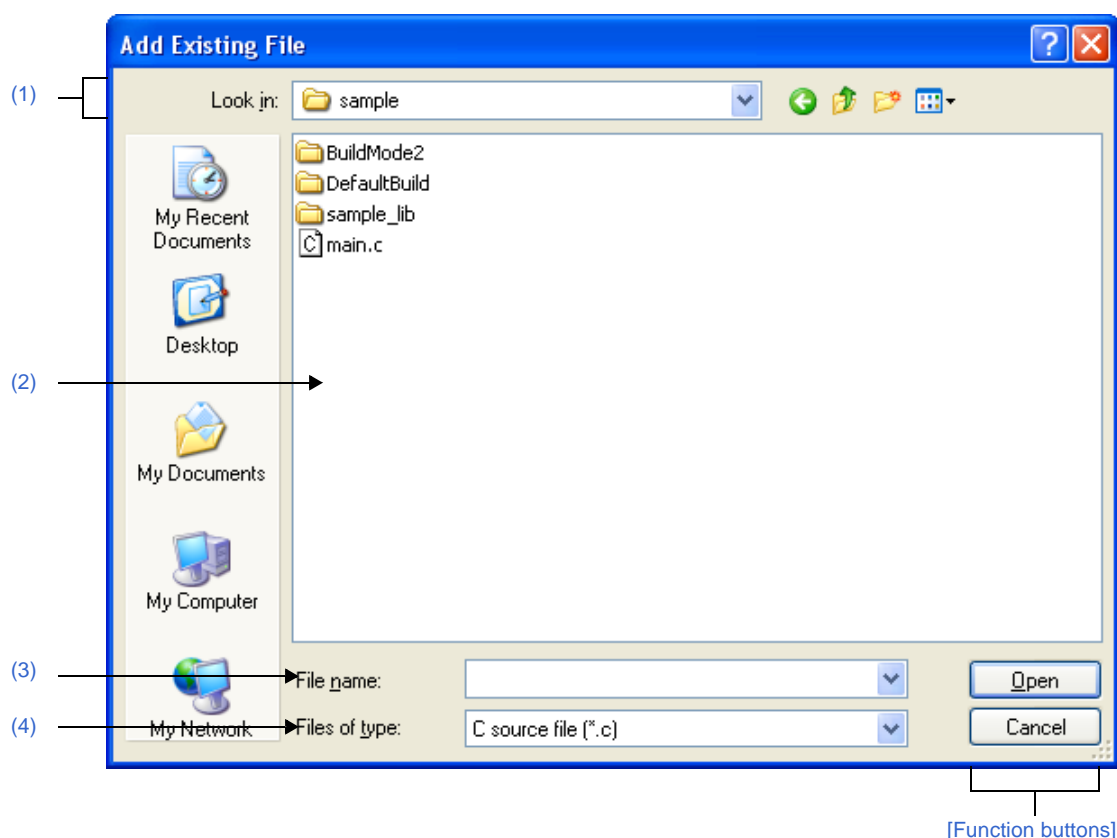 Add Existing File
(1)
Look in:
sample
BuildMode2
DefaultBuild
sample_lib
main.c
My Recent
Documents
Desktop
(2)
My Documents
My Computer
(3)
File name:
Open
(4)
My Network
Files of type:
C source file (*.c)
Cancel
[Function buttons]